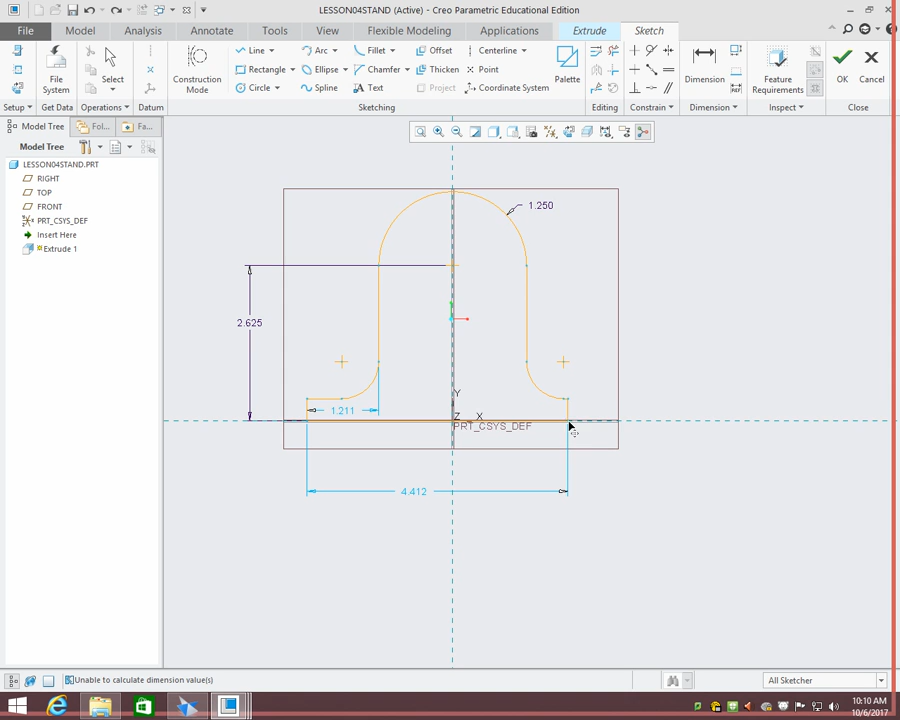 LESSON04STAND (Active) - Creo Parametric Educational Edition
File Model Analysis Annotate Tools View Flexible Modeling Applications Extrude Sketch
File System
Select
Construction Mode
Line Arc Fillet Offset Centerline
Rectangle Ellipse Chamfer Thicken Point
Circle Spline Text Project Coordinate System
Palette
Dimension
REF
Feature Requirements
OK Cancel
Setup Get Data Operations Datum Sketching Editing Constrain Dimension Inspect Close
Model Tree Fol... Fa...
Model Tree
LESSON04STAND.PRT
RIGHT
TOP
FRONT
PRT_CSYS_DEF
Insert Here
Extrude 1
1.250
2.625
1.211
Y
Z X
PRT_CSYS_DEF
4.412
Unable to calculate dimension value(s)
All Sketcher
10:10 AM
10/6/2017